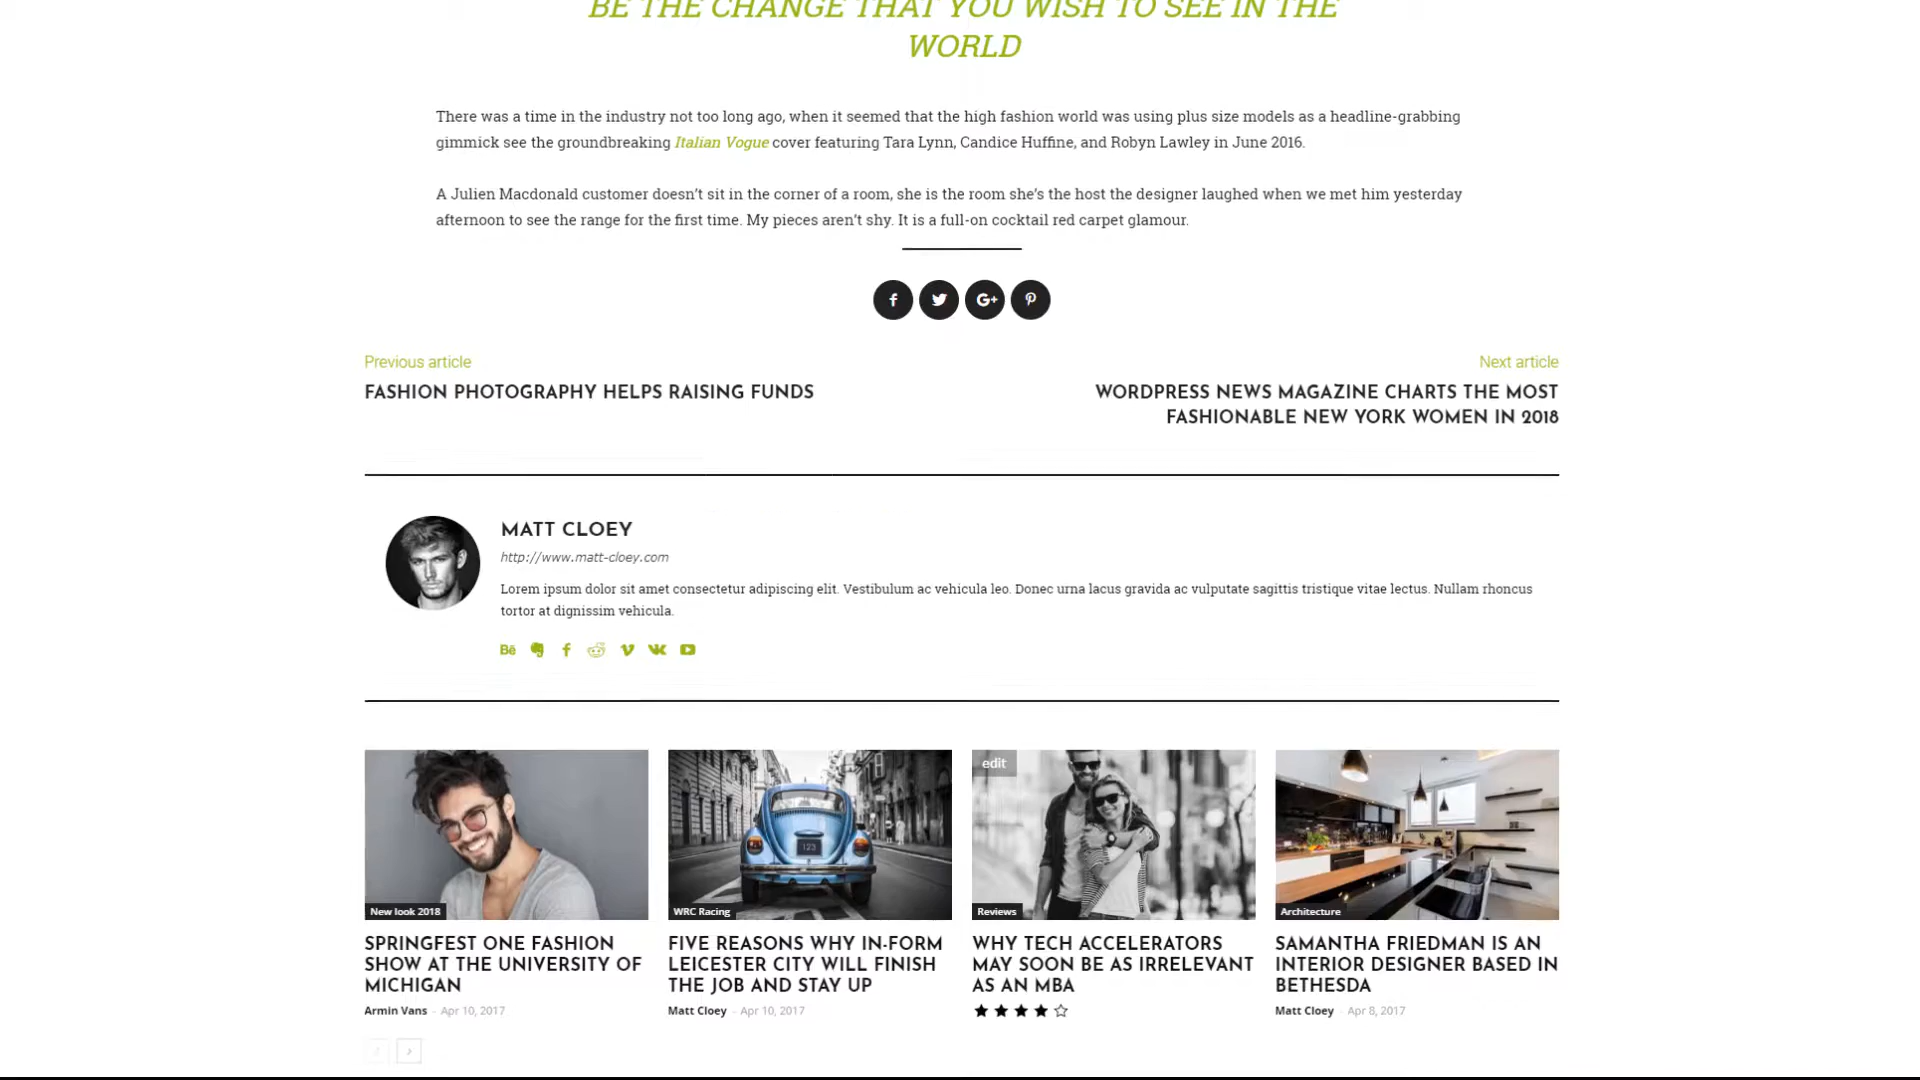 BE THE CHANGE THAT YOU WISH TO SEE IN THE
WORLD
There was a time in the industry not too long ago, when it seemed that the high fashion world was using plus size models as a headline-grabbing
gimmick see the groundbreaking Italian Vogue cover featuring Tara Lynn, Candice Huffine, and Robyn Lawley in June 2016.
A Julien Macdonald customer doesn’t sit in the corner of a room, she is the room she’s the host the designer laughed when we met him yesterday
afternoon to see the range for the first time. My pieces aren’t shy. It is a full-on cocktail red carpet glamour.
Previous article
FASHION PHOTOGRAPHY HELPS RAISING FUNDS
Next article
WORDPRESS NEWS MAGAZINE CHARTS THE MOST
FASHIONABLE NEW YORK WOMEN IN 2018
MATT CLOEY
http://www.matt-cloey.com
Lorem ipsum dolor sit amet consectetur adipiscing elit. Vestibulum ac vehicula leo. Donec urna lacus gravida ac vulputate sagittis tristique vitae lectus. Nullam rhoncus
tortor at dignissim vehicula.
123
New look 2018
SPRINGFEST ONE FASHION
SHOW AT THE UNIVERSITY OF
MICHIGAN
Armin Vans - Apr 10, 2017
WRC Racing
FIVE REASONS WHY IN-FORM
LEICESTER CITY WILL FINISH
THE JOB AND STAY UP
Matt Cloey - Apr 10, 2017
edit
Reviews
WHY TECH ACCELERATORS
MAY SOON BE AS IRRELEVANT
AS AN MBA
Architecture
SAMANTHA FRIEDMAN IS AN
INTERIOR DESIGNER BASED IN
BETHESDA
Matt Cloey - Apr 8, 2017